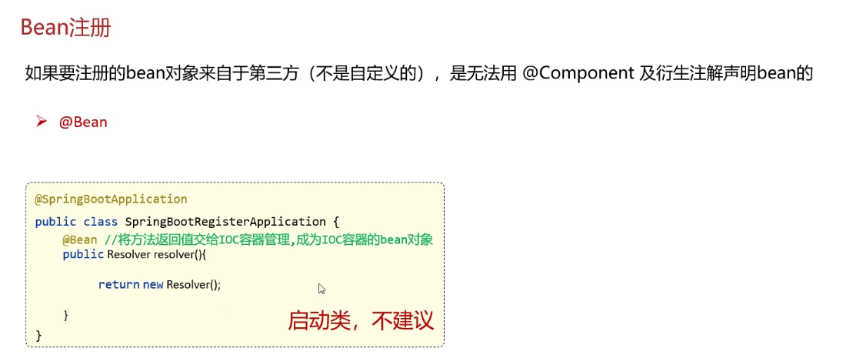 Bean注册
如果要注册的bean对象来自于第三方（不是自定义的），是无法用 @Component 及衍生注解声明bean的
➢ @Bean
@SpringBootApplication
public class SpringBootRegisterApplication {
@Bean //将方法返回值交给IOC容器管理,成为IOC容器的bean对象
public Resolver resolver(){
return new Resolver();
}
启动类，不建议
}